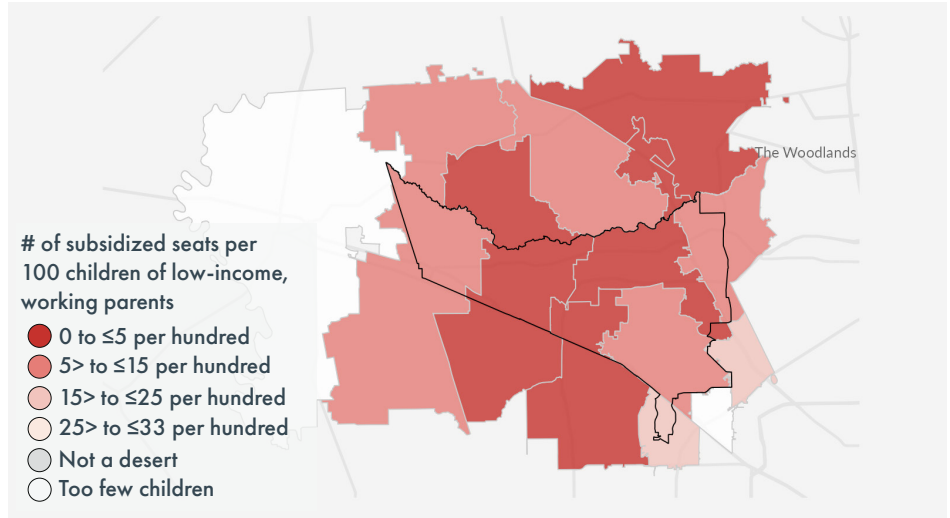 The Woodlands
# of subsidized seats per
100 children of low-income,
working parents
0 to ≤5 per hundred
5> to ≤15 per hundred
15> to ≤25 per hundred
25> to ≤33 per hundred
Not a desert
Too few children